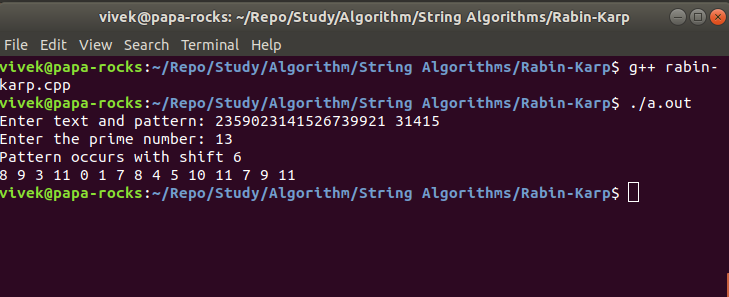 vivek@papa-rocks: ~/Repo/Study/Algorithm/String Algorithms/Rabin-Karp
File Edit View Search Terminal Help
vivek@papa-rocks:~/Repo/Study/Algorithm/String Algorithms/Rabin-Karp$ g++ rabin-
karp.cpp
vivek@papa-rocks:~/Repo/Study/Algorithm/String Algorithms/Rabin-Karp$ ./a.out
Enter text and pattern: 2359023141526739921 31415
Enter the prime number: 13
Pattern occurs with shift 6
8 9 3 11 0 1 7 8 4 5 10 11 7 9 11
vivek@papa-rocks:~/Repo/Study/Algorithm/String Algorithms/Rabin-Karp$